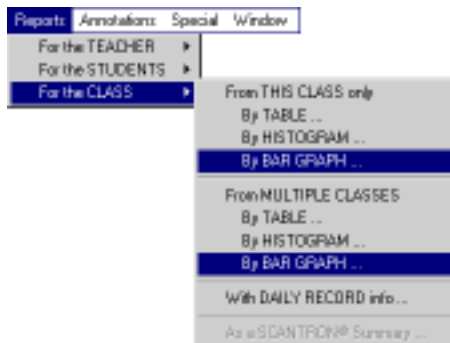 Reports Annotations Special Window
For the TEACHER
For the STUDENTS
For the CLASS
From THIS CLASS only
By TABLE ...
By HISTOGRAM ...
By BAR GRAPH ...
From MULTIPLE CLASSES
By TABLE ...
By HISTOGRAM ...
By BAR GRAPH ...
With DAILY RECORD info...
As a SCANTRON® Summary ...